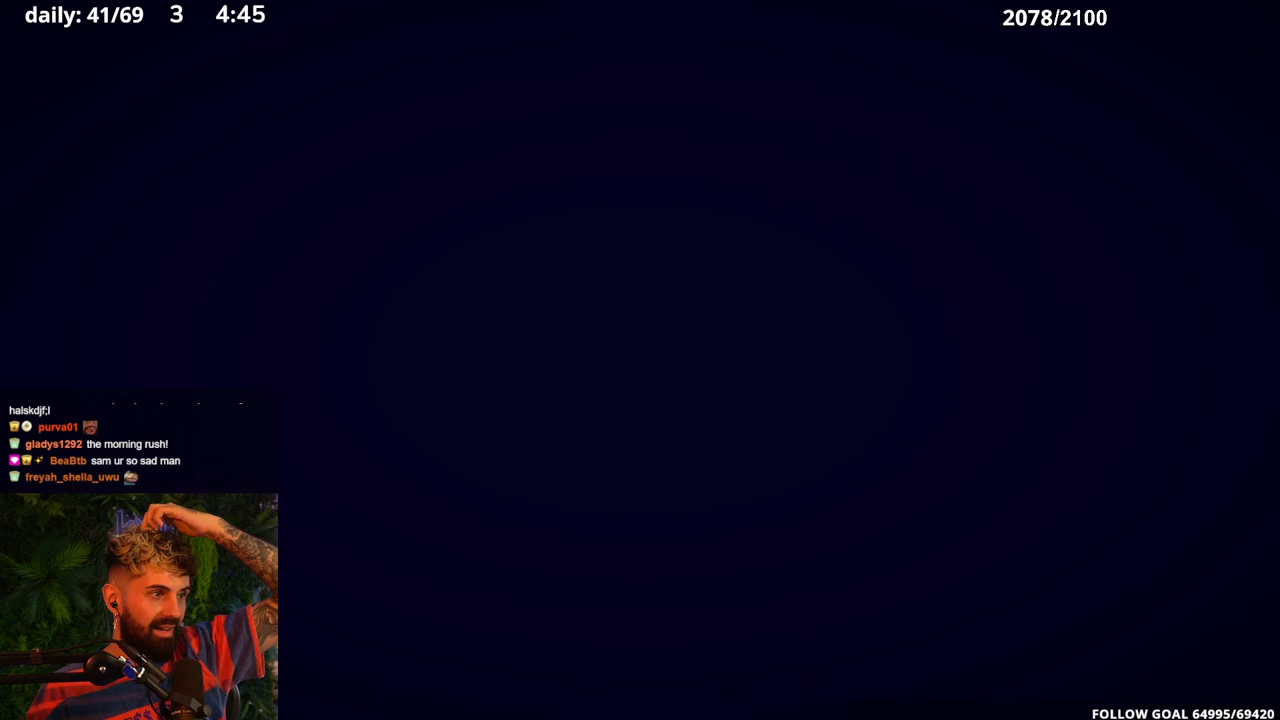 daily: 41/69 3 4:45
2078/2100
halskdjf;l
purva01
gladys1292 the morning rush!
BeaBtb sam ur so sad man
freyah_shella_uwu
FOLLOW GOAL 64995/69420